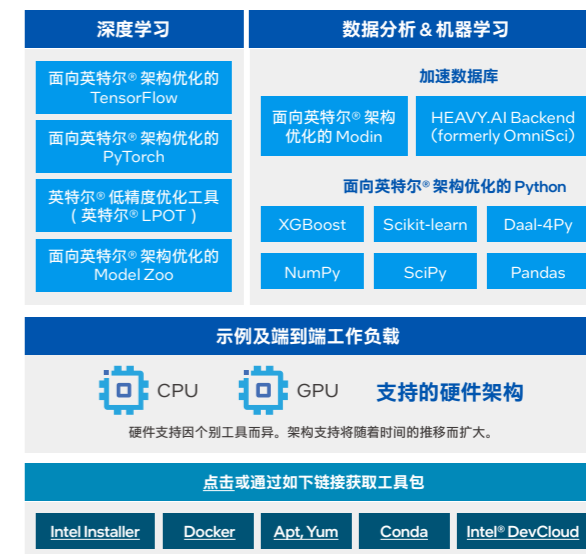 深度学习
面向英特尔® 架构优化的
TensorFlow
面向英特尔® 架构优化的
PyTorch
英特尔® 低精度优化工具
( 英特尔® LPOT )
面向英特尔® 架构优化的
Model Zoo
数据分析 & 机器学习
加速数据库
面向英特尔® 架构
优化的 Modin
HEAVY.AI Backend
(formerly OmniSci)
面向英特尔® 架构优化的 Python
XGBoost
Scikit-learn
Daal-4Py
NumPy
SciPy
Pandas
示例及端到端工作负载
CPU
GPU
支持的硬件架构
硬件支持因个别工具而异。架构支持将随着时间的推移而扩大。
点击或通过如下链接获取工具包
Intel Installer
Docker
Apt, Yum
Conda
Intel® DevCloud